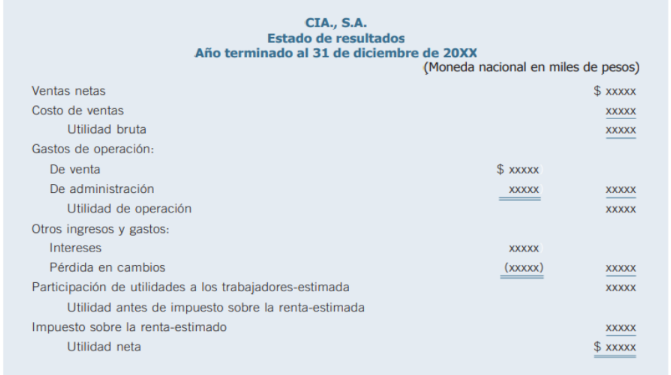 CIA., S.A.
Estado de resultados
Año terminado al 31 de diciembre de 20XX
(Moneda nacional en miles de pesos)
Ventas netas $ xxxxx
Costo de ventas xxxxx
Utilidad bruta xxxxx
Gastos de operación:
De venta $ xxxxx
De administración xxxxx xxxxx
Utilidad de operación xxxxx
Otros ingresos y gastos:
Intereses xxxxx
Pérdida en cambios (xxxxx) xxxxx
Participación de utilidades a los trabajadores-estimada xxxxx
Utilidad antes de impuesto sobre la renta-estimada
Impuesto sobre la renta-estimado xxxxx
Utilidad neta $ xxxxx